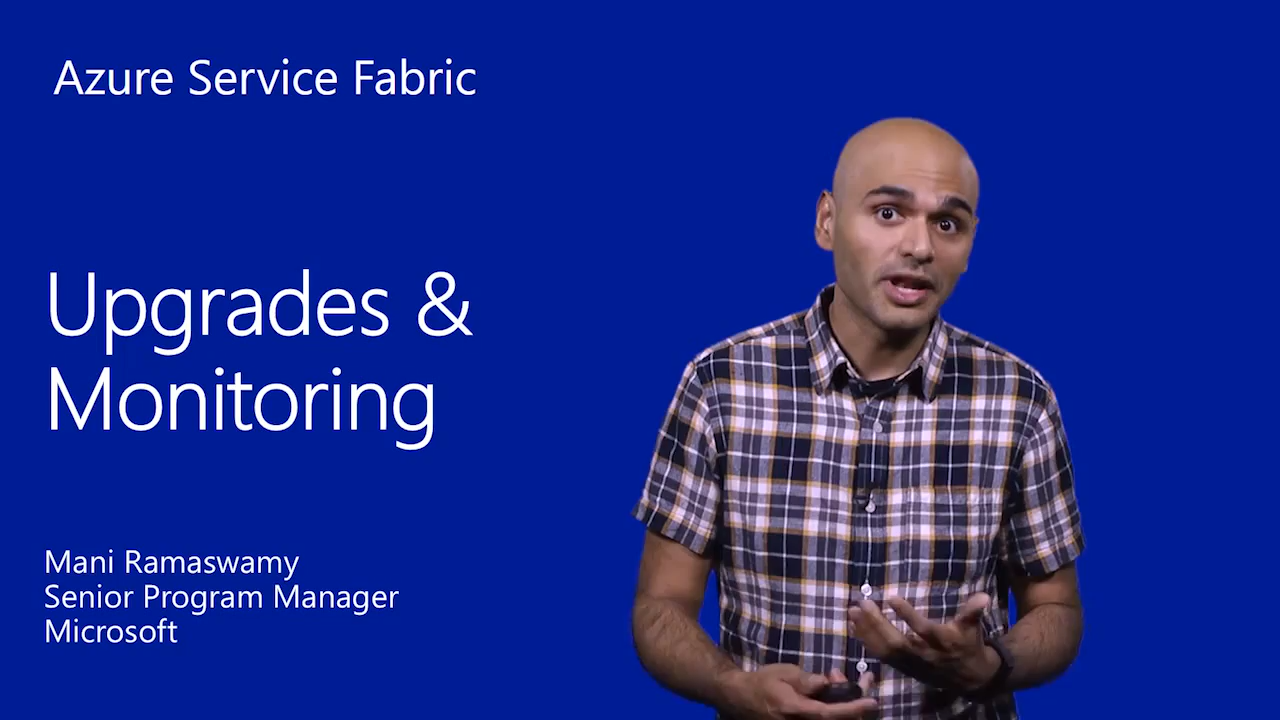 Azure Service Fabric
Upgrades &
Monitoring
Mani Ramaswamy
Senior Program Manager
Microsoft